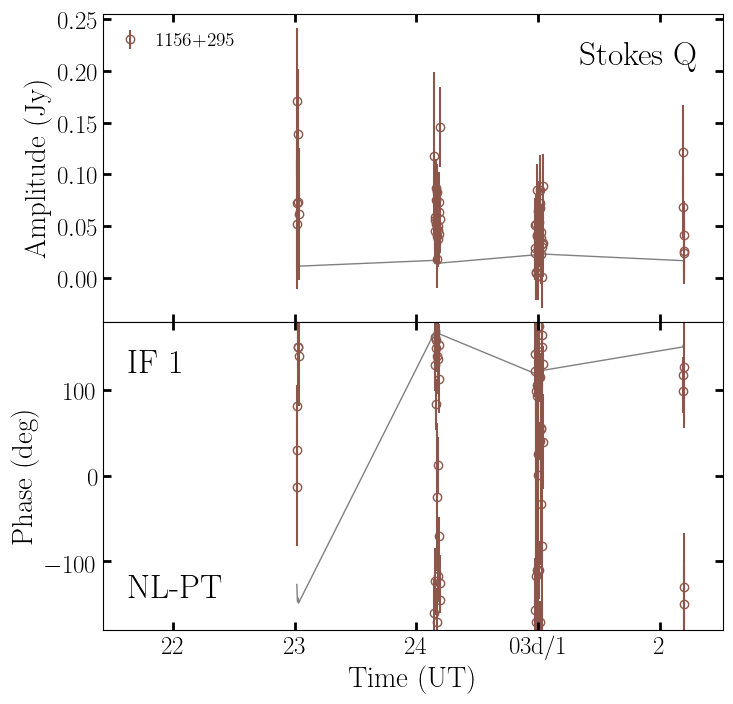 1156+295
Stokes Q
0.25
0.20
0.15
0.10
0.05
0.00
Amplitude (Jy)
IF 1
NL-PT
100
0
−100
Phase (deg)
22 23 24 03d/1 2
Time (UT)